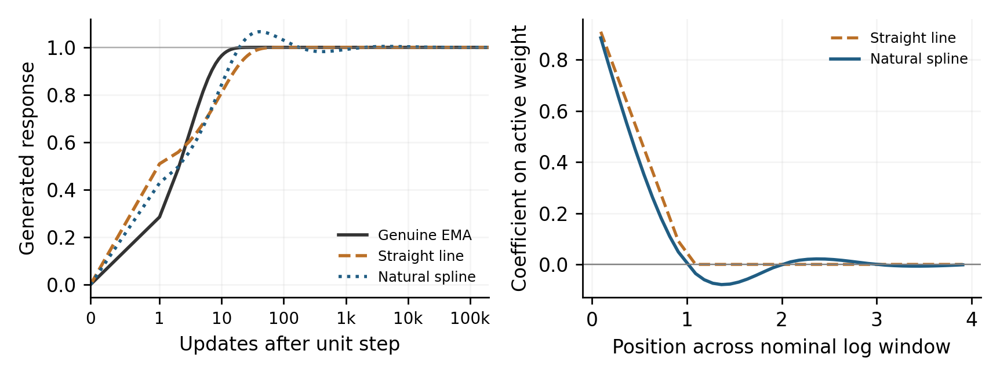 Generated response
1.0
0.8
0.6
0.4
0.2
0.0
Genuine EMA
Straight line
Natural spline
0 1 10 100 1k 10k 100k
Updates after unit step
Coefficient on active weight
0.8
0.6
0.4
0.2
0.0
Straight line
Natural spline
0 1 2 3 4
Position across nominal log window